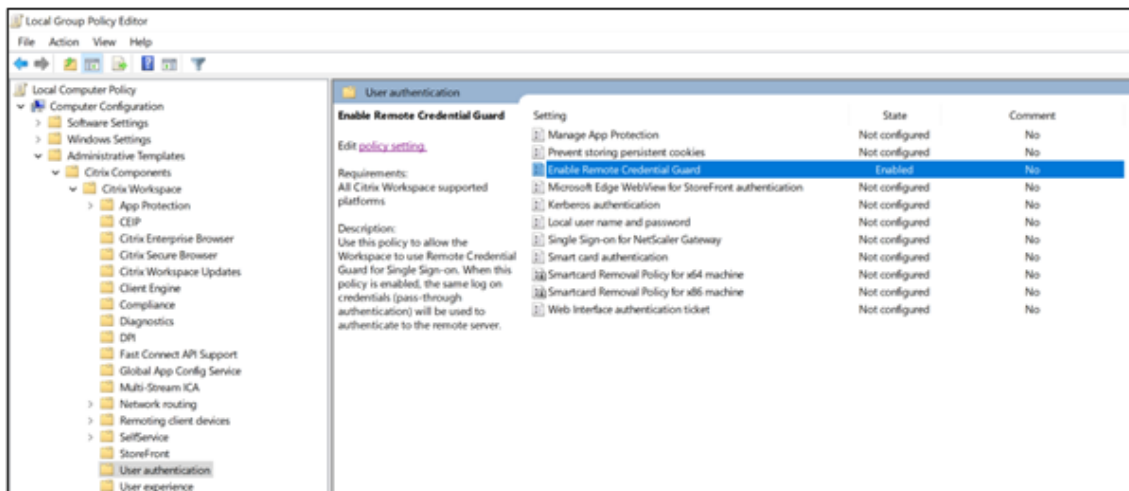 Local Group Policy Editor
File Action View Help
Local Computer Policy
Computer Configuration
Software Settings
Windows Settings
Administrative Templates
Citrix Components
Citrix Workspace
App Protection
CEIP
Citrix Enterprise Browser
Citrix Secure Browser
Citrix Workspace Updates
Client Engine
Compliance
Diagnostics
DPI
Fast Connect API Support
Global App Config Service
Multi-Stream ICA
Network routing
Remoting client devices
SelfService
StoreFront
User authentication
User experience
User authentication
Enable Remote Credential Guard
Edit policy setting
Requirements:
All Citrix Workspace supported
platforms
Description:
Use this policy to allow the
Workspace to use Remote Credential
Guard for Single Sign-on. When this
policy is enabled, the same log on
credentials (pass-through
authentication) will be used to
authenticate to the remote server.
Setting State Comment
Manage App Protection Not configured No
Prevent storing persistent cookies Not configured No
Enable Remote Credential Guard Enabled No
Microsoft Edge WebView for StoreFront authentication Not configured No
Kerberos authentication Not configured No
Local user name and password Not configured No
Single Sign-on for NetScaler Gateway Not configured No
Smart card authentication Not configured No
Smartcard Removal Policy for x64 machine Not configured No
Smartcard Removal Policy for x86 machine Not configured No
Web Interface authentication ticket Not configured No